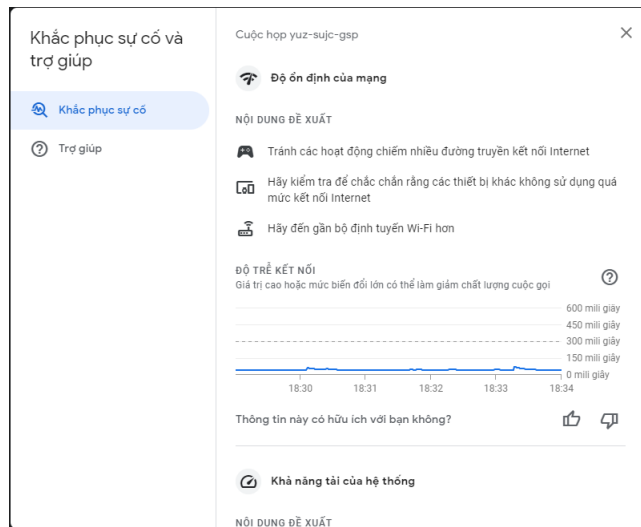 Khắc phục sự cố và
trợ giúp
Khắc phục sự cố
Trợ giúp
Cuộc họp yuz-sujc-gsp
Độ ổn định của mạng
NỘI DUNG ĐỀ XUẤT
Tránh các hoạt động chiếm nhiều đường truyền kết nối Internet
Hãy kiểm tra để chắc chắn rằng các thiết bị khác không sử dụng quá
mức kết nối Internet
Hãy đến gần bộ định tuyến Wi-Fi hơn
ĐỘ TRỄ KẾT NỐI
Giá trị cao hoặc mức biến đổi lớn có thể làm giảm chất lượng cuộc gọi
600 mili giây
450 mili giây
300 mili giây
150 mili giây
0 mili giây
18:30 18:31 18:32 18:33 18:34
Thông tin này có hữu ích với bạn không?
Khả năng tải của hệ thống
NỘI DUNG ĐỀ XUẤT